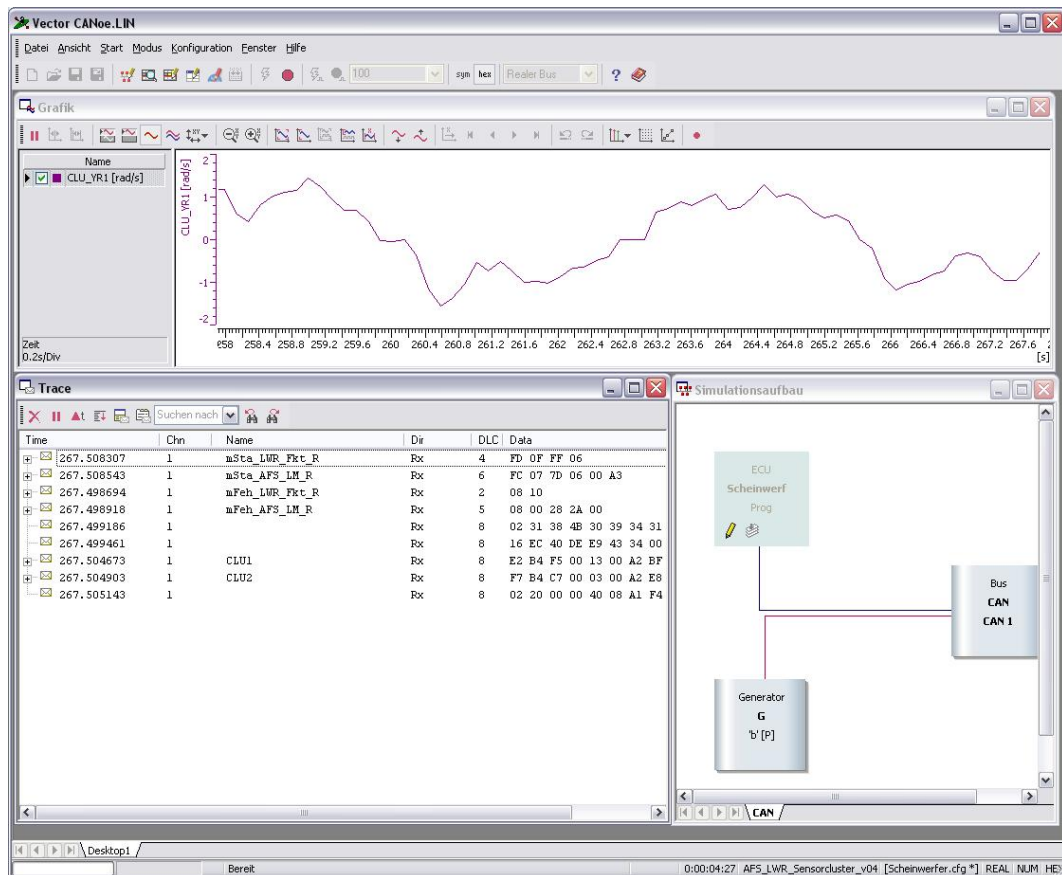 Vector CANoe.LIN
Datei Ansicht Start Modus Konfiguration Fenster Hilfe
100 sym hex Realer Bus
Grafik
Name
CLU_YR1 [rad/s]
CLU_YR1 [rad/s]
2
1
0
-1
-2
Zeit
0.2s/Div
258 258.4 258.8 259.2 259.6 260 260.4 260.8 261.2 261.6 262 262.4 262.8 263.2 263.6 264 264.4 264.8 265.2 265.6 266 266.4 266.8 267.2 267.6
[s]
Trace
Suchen nach
Time Chn Name Dir DLC Data
267.508307 1 mSta_LWR_Fkt_R Rx 4 FD 0F FF 06
267.508543 1 mSta_AFS_LM_R Rx 6 FC 07 7D 06 00 A3
267.498694 1 mFeh_LWR_Fkt_R Rx 2 08 10
267.498918 1 mFeh_AFS_LM_R Rx 5 08 00 28 2A 00
267.499186 1 Rx 8 02 31 38 4B 30 39 34 31
267.499461 1 Rx 8 16 EC 40 DE E9 43 34 00
267.504673 1 CLU1 Rx 8 E2 B4 F5 00 13 00 A2 BF
267.504903 1 CLU2 Rx 8 F7 B4 C7 00 03 00 A2 E8
267.505143 1 Rx 8 02 20 00 00 40 08 A1 F4
Simulationsaufbau
ECU
Scheinwerf
Prog
Bus
CAN
CAN 1
Generator
G
'b' [P]
CAN
Desktop1
Bereit
0:00:04:27 AFS_LWR_Sensorcluster_v04 [Scheinwerfer.cfg *] REAL NUM HE